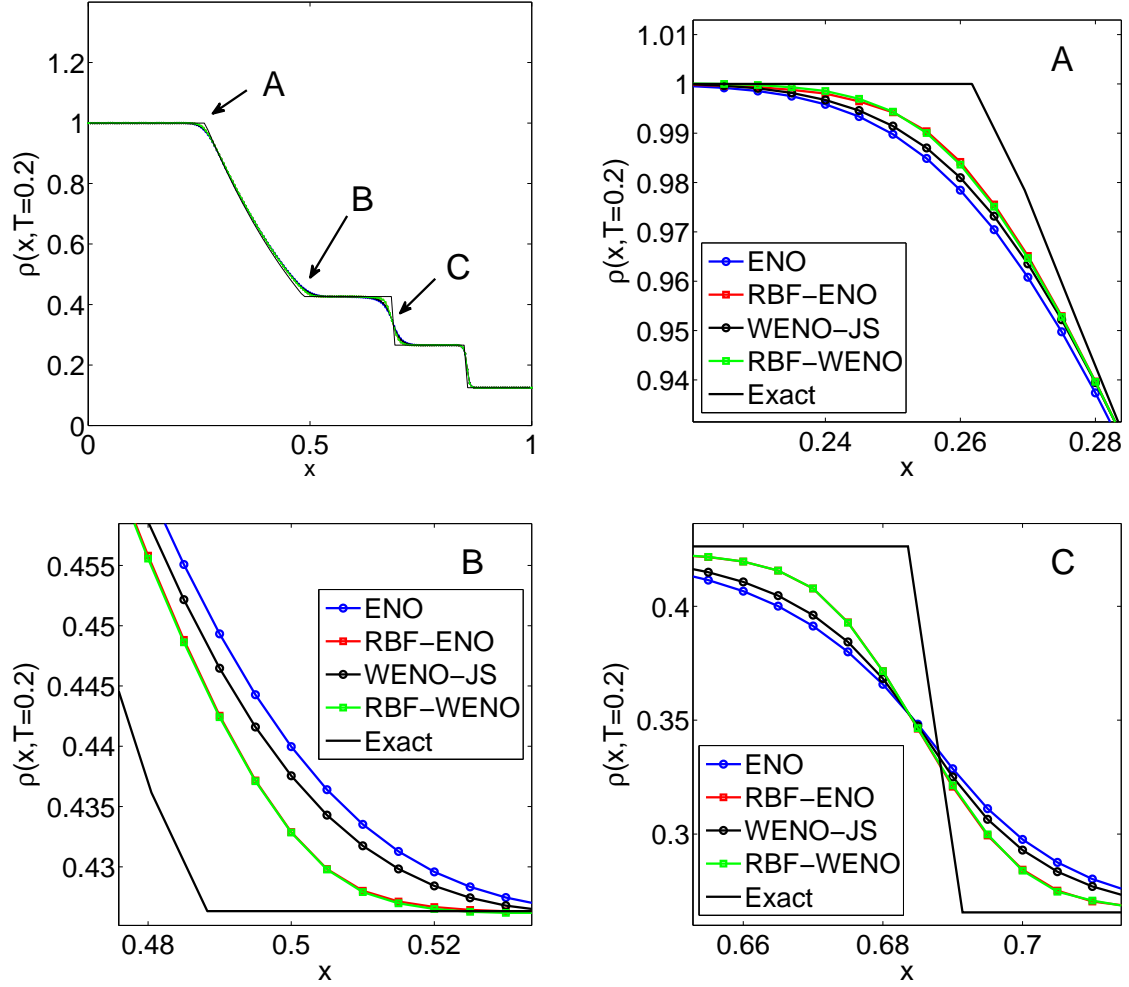 1.2
1
0.8
0.6
0.4
0.2
0
0
0.5
1
x
ρ(x,T=0.2)
A
B
C
1.01
1
0.99
0.98
0.97
0.96
0.95
0.94
0.24
0.26
0.28
x
ρ(x,T=0.2)
A
ENO
RBF−ENO
WENO−JS
RBF−WENO
Exact
0.455
0.45
0.445
0.44
0.435
0.43
0.48
0.5
0.52
x
ρ(x,T=0.2)
B
ENO
RBF−ENO
WENO−JS
RBF−WENO
Exact
0.4
0.35
0.3
0.66
0.68
0.7
x
ρ(x,T=0.2)
C
ENO
RBF−ENO
WENO−JS
RBF−WENO
Exact